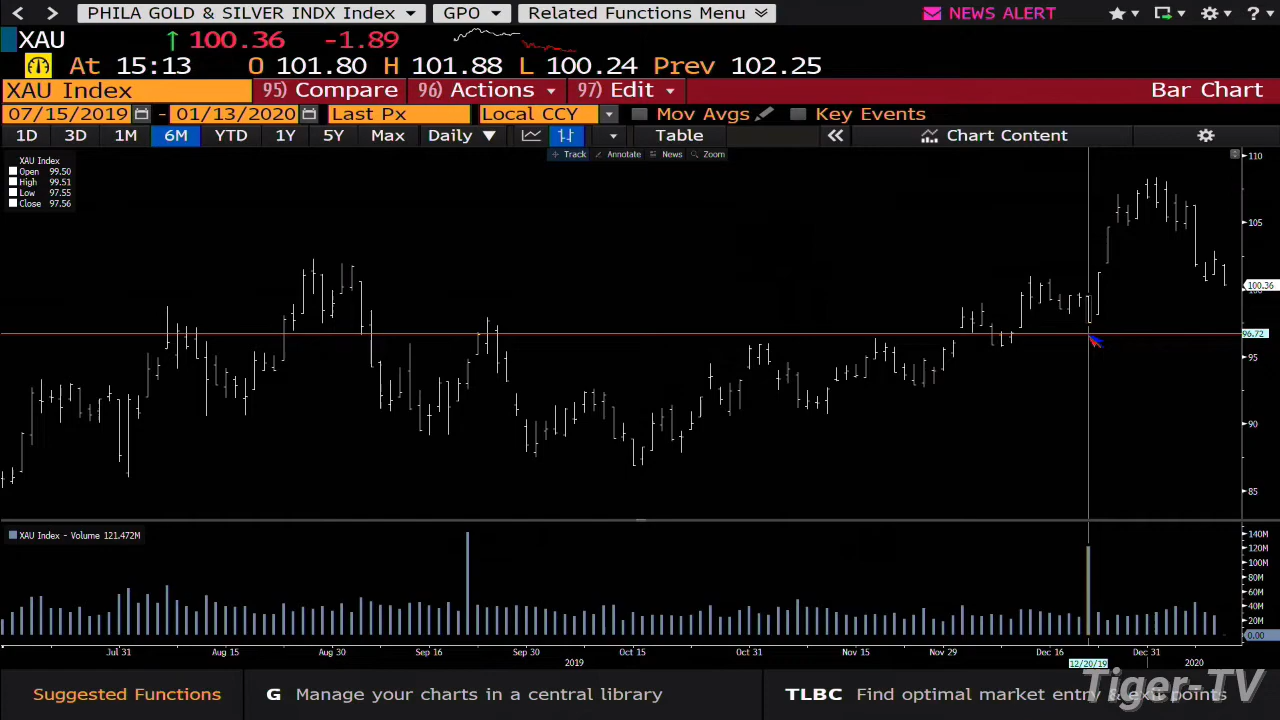 PHILA GOLD & SILVER INDX Index GPO Related Functions Menu NEWS ALERT ?
XAU 100.36 -1.89
At 15:13 O 101.80 H 101.88 L 100.24 Prev 102.25
XAU Index 95) Compare 96) Actions 97) Edit Bar Chart
07/15/2019 - 01/13/2020 Last Px Local CCY Mov Avgs Key Events
1D 3D 1M 6M YTD 1Y 5Y Max Daily Table Chart Content
Track Annotate News Zoom
XAU Index
Open 99.50
High 99.51
Low 97.55
Close 97.56
110
105
100.36
100
96.72
95
90
85
XAU Index - Volume 121.472M
140M
120M
100M
80M
60M
40M
20M
0.00
Jul 31 Aug 15 Aug 30 Sep 16 Sep 30 Oct 15 Oct 31 Nov 15 Nov 29 Dec 16 Dec 31
2019 12/20/19 2020
Suggested Functions G Manage your charts in a central library TLBC Find optimal market entry & exit points
Tiger-TV